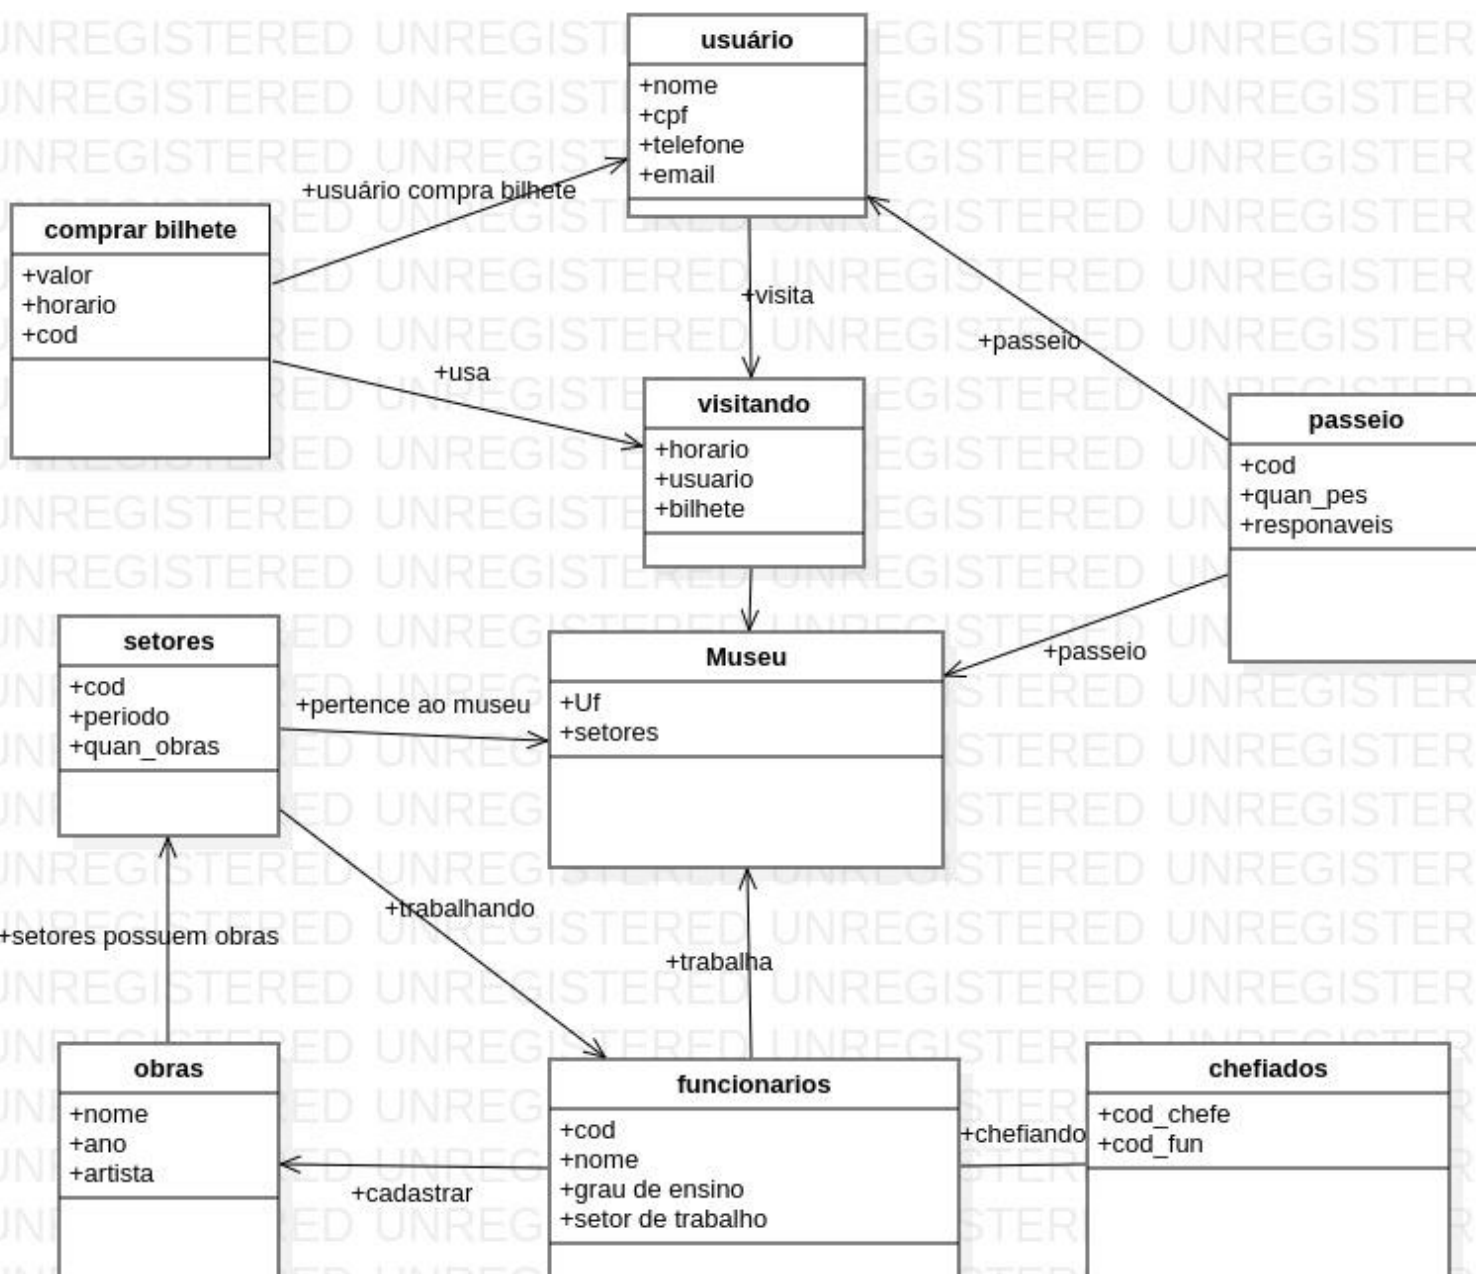 usuário
+nome
+cpf
+telefone
+email
+usuário compra bilhete
comprar bilhete
+valor
+horario
+cod
+visita
+passeio
+usa
visitando
+horario
+usuario
+bilhete
passeio
+cod
+quan_pes
+responaveis
+passeio
setores
+cod
+periodo
+quan_obras
+pertence ao museu
Museu
+Uf
+setores
+trabalhando
+setores possuem obras
+trabalha
obras
+nome
+ano
+artista
+cadastrar
funcionarios
+cod
+nome
+grau de ensino
+setor de trabalho
+chefiando
chefiados
+cod_chefe
+cod_fun
UNREGISTERED